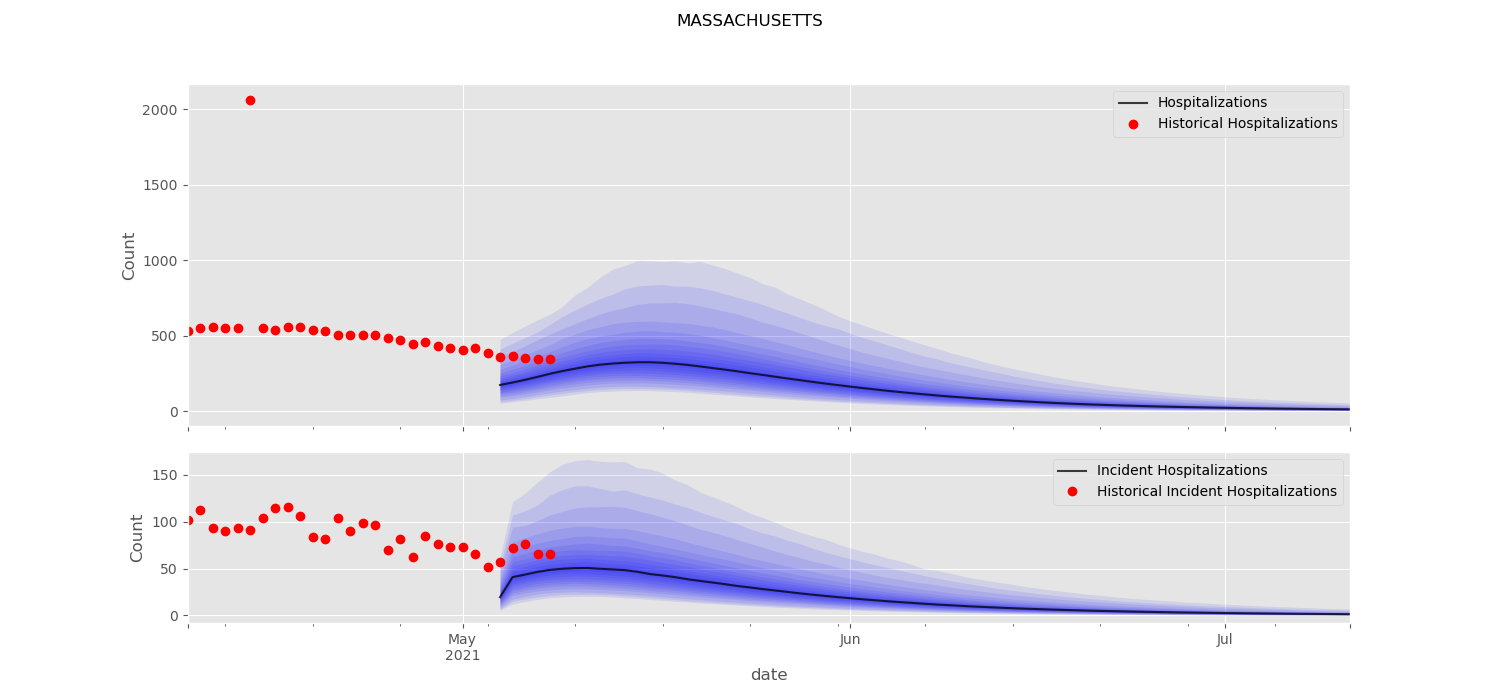 MASSACHUSETTS
2000
1500
1000
500
0
Count
Hospitalizations
Historical Hospitalizations
150
100
50
0
Count
Incident Hospitalizations
Historical Incident Hospitalizations
May
2021
Jun
Jul
date